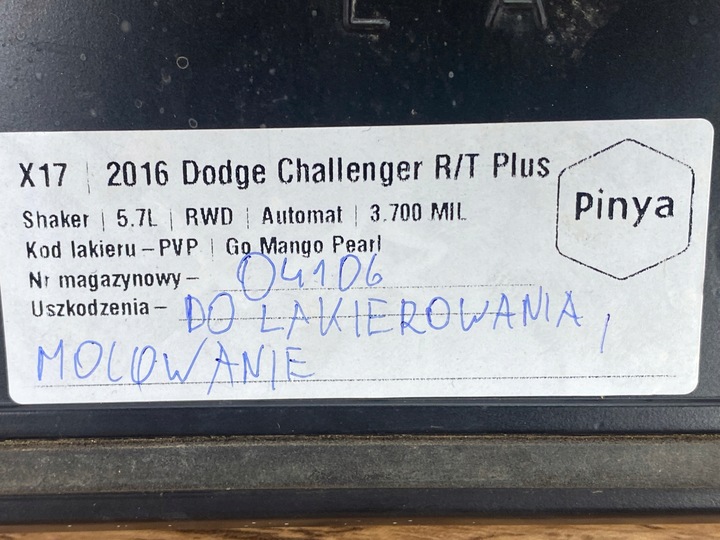 L A
X17 | 2016 Dodge Challenger R/T Plus
Pinya
Shaker | 5.7L | RWD | Automat | 3.700 MIL
Kod lakieru – PVP | Go Mango Pearl
Nr magazynowy – 04106
Uszkodzenia – DO LAKIEROWANIA,
MOCOWANIE